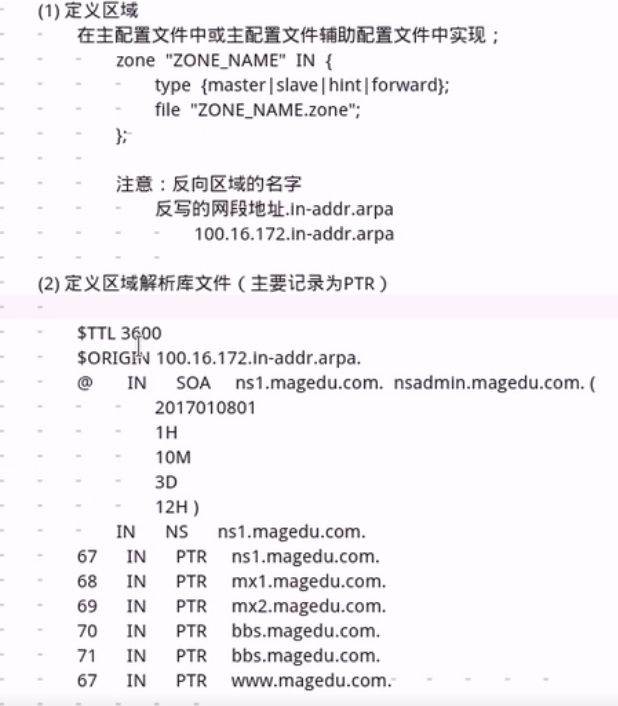 (1) 定义区域
在主配置文件中或主配置文件辅助配置文件中实现；
zone "ZONE_NAME" IN {
type {master|slave|hint|forward};
file "ZONE_NAME.zone";
};
注意：反向区域的名字
反写的网段地址.in-addr.arpa
100.16.172.in-addr.arpa
(2) 定义区域解析库文件（主要记录为PTR）
$TTL 3600
$ORIGIN 100.16.172.in-addr.arpa.
@ IN SOA ns1.magedu.com. nsadmin.magedu.com. (
2017010801
1H
10M
3D
12H )
IN NS ns1.magedu.com.
67 IN PTR ns1.magedu.com.
68 IN PTR mx1.magedu.com.
69 IN PTR mx2.magedu.com.
70 IN PTR bbs.magedu.com.
71 IN PTR bbs.magedu.com.
67 IN PTR www.magedu.com.